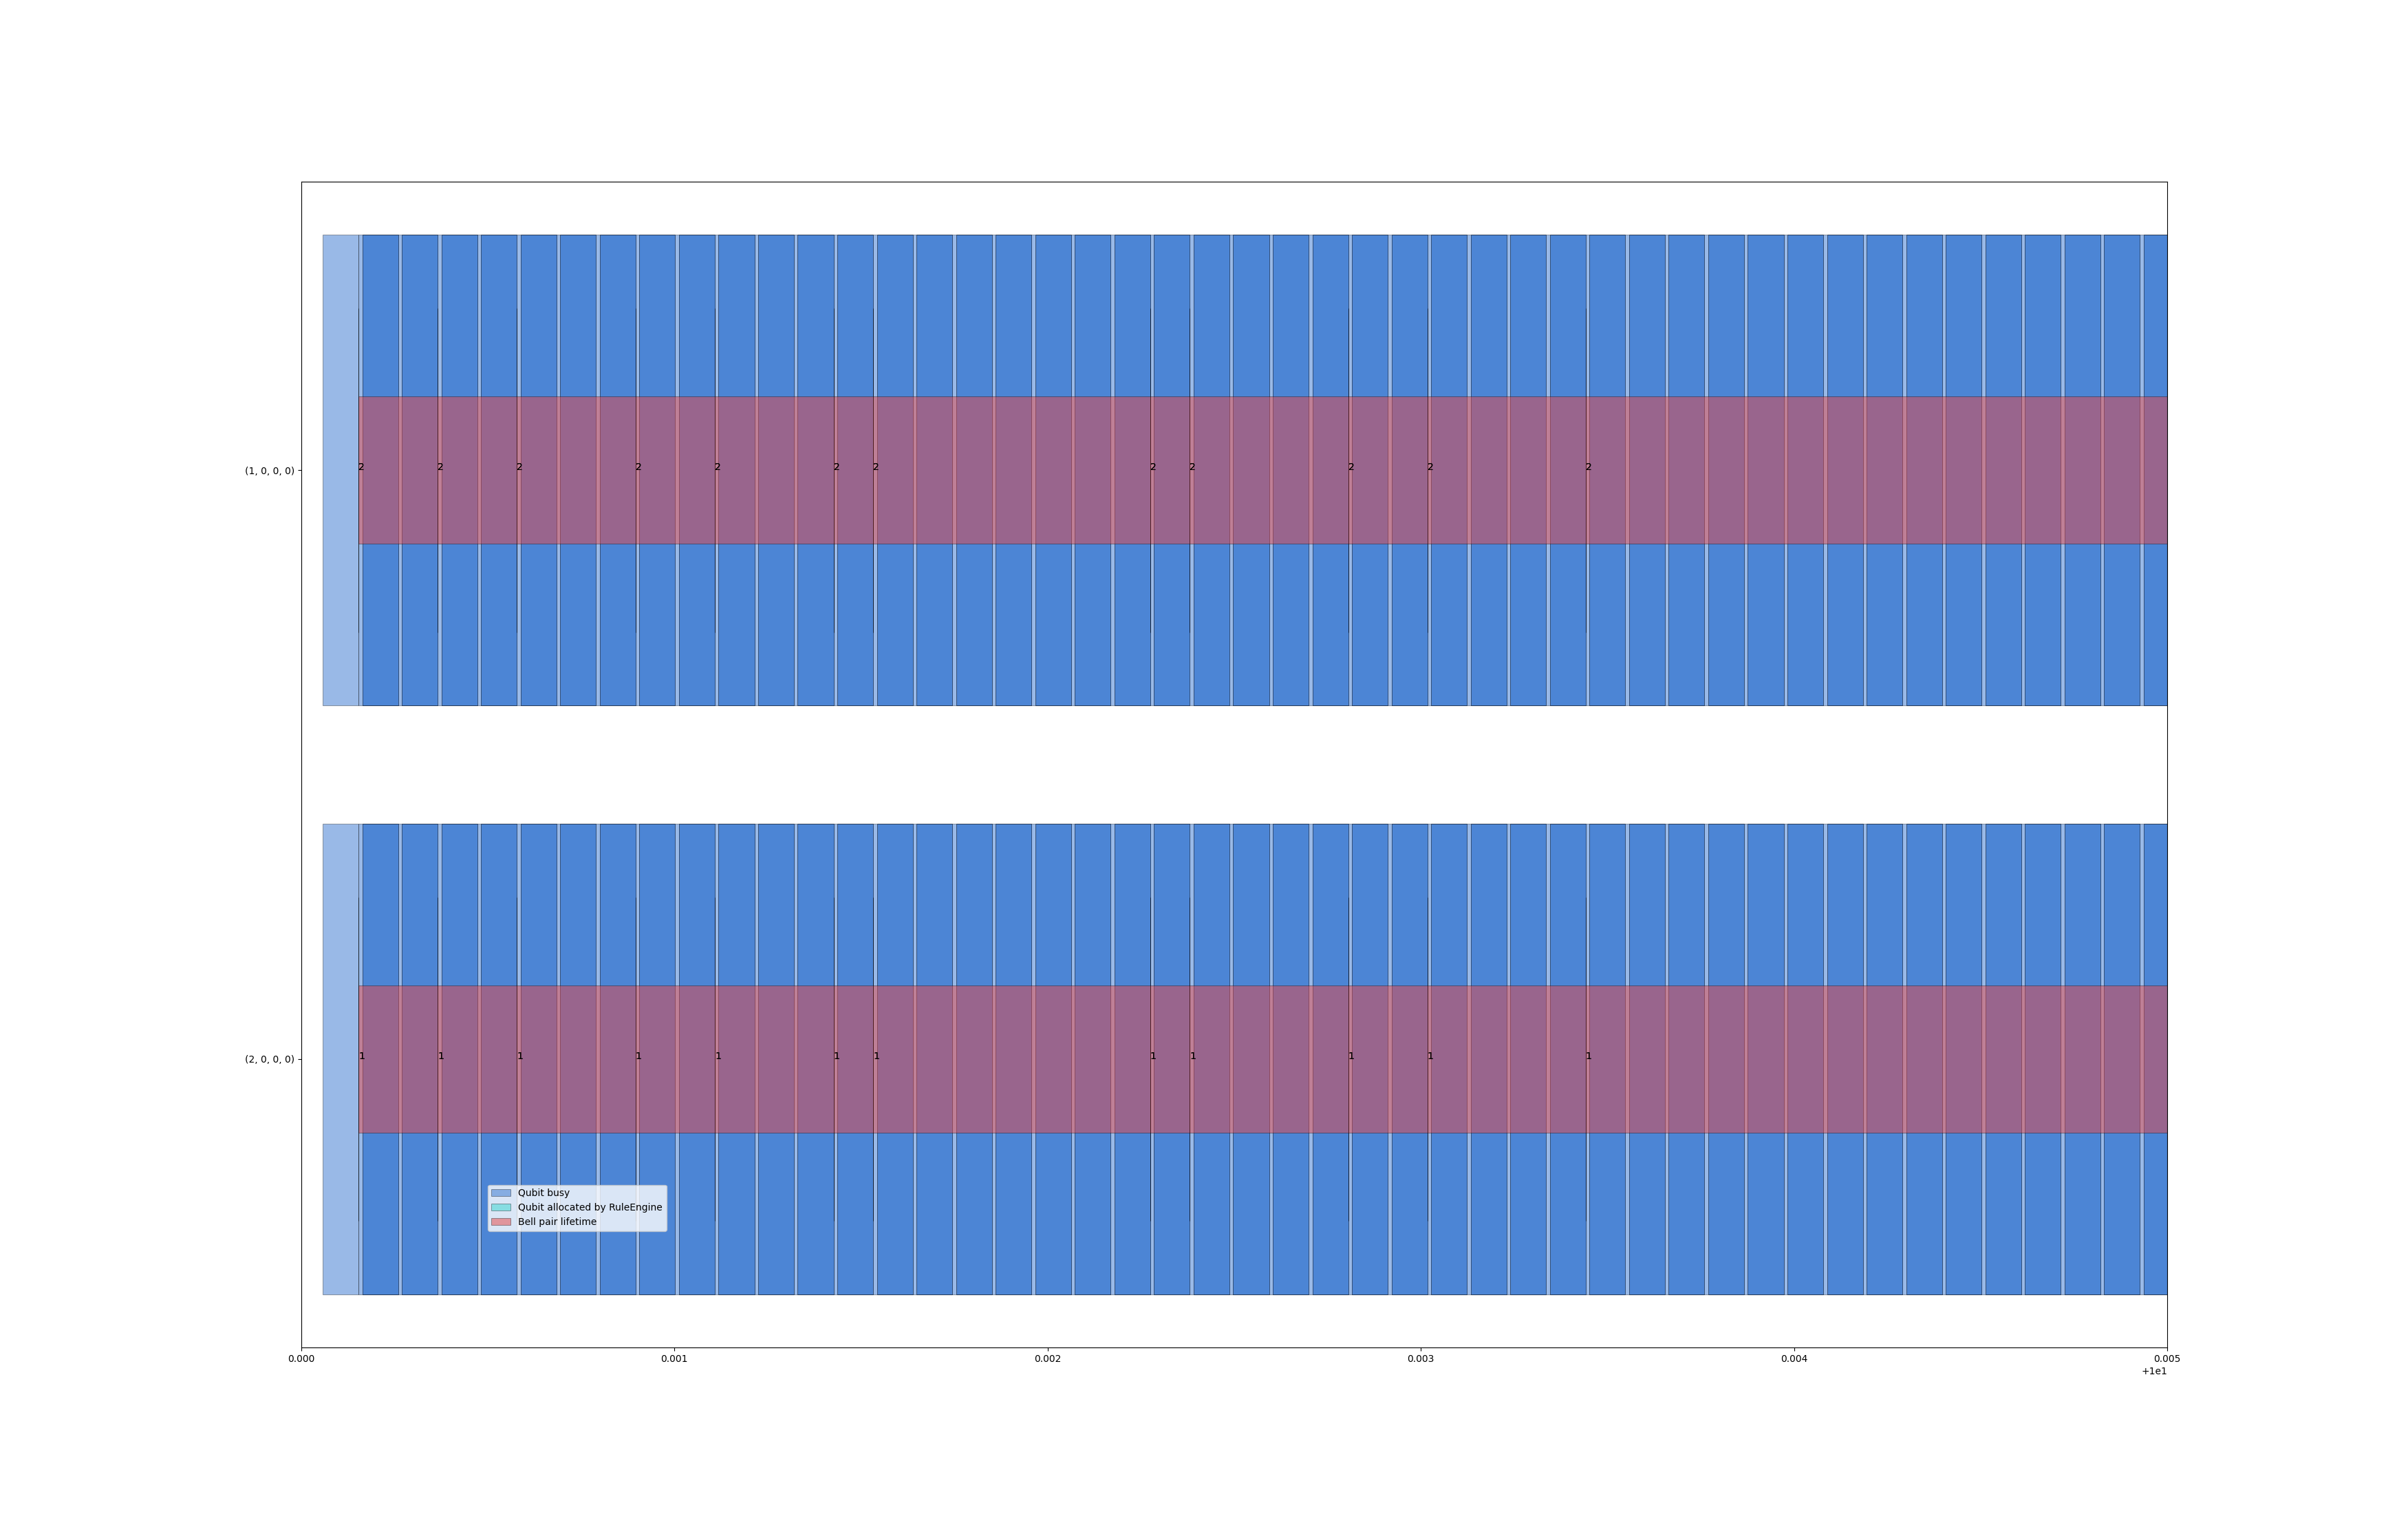 (1, 0, 0, 0)
2 2 2 2 2 2 2 2 2 2 2 2
(2, 0, 0, 0)
1 1 1 1 1 1 1 1 1 1 1 1
Qubit busy
Qubit allocated by RuleEngine
Bell pair lifetime
0.000 0.001 0.002 0.003 0.004 0.005
+1e1